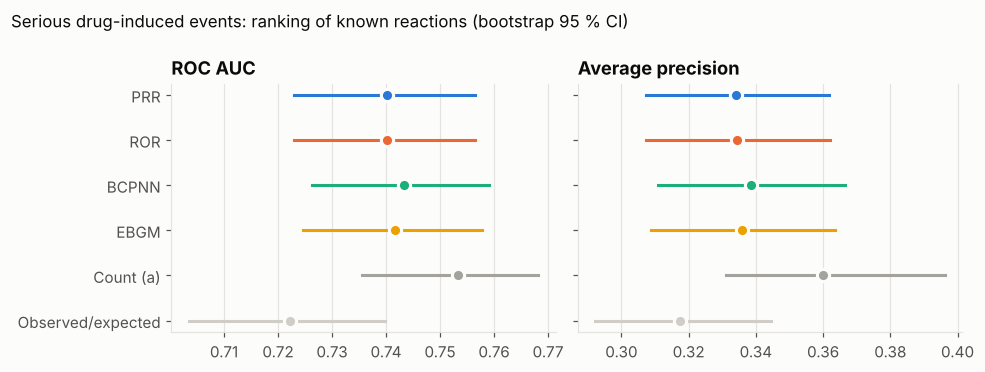 Serious drug-induced events: ranking of known reactions (bootstrap 95 % CI)
ROC AUC
Average precision
PRR
ROR
BCPNN
EBGM
Count (a)
Observed/expected
0.71 0.72 0.73 0.74 0.75 0.76 0.77
0.30 0.32 0.34 0.36 0.38 0.40